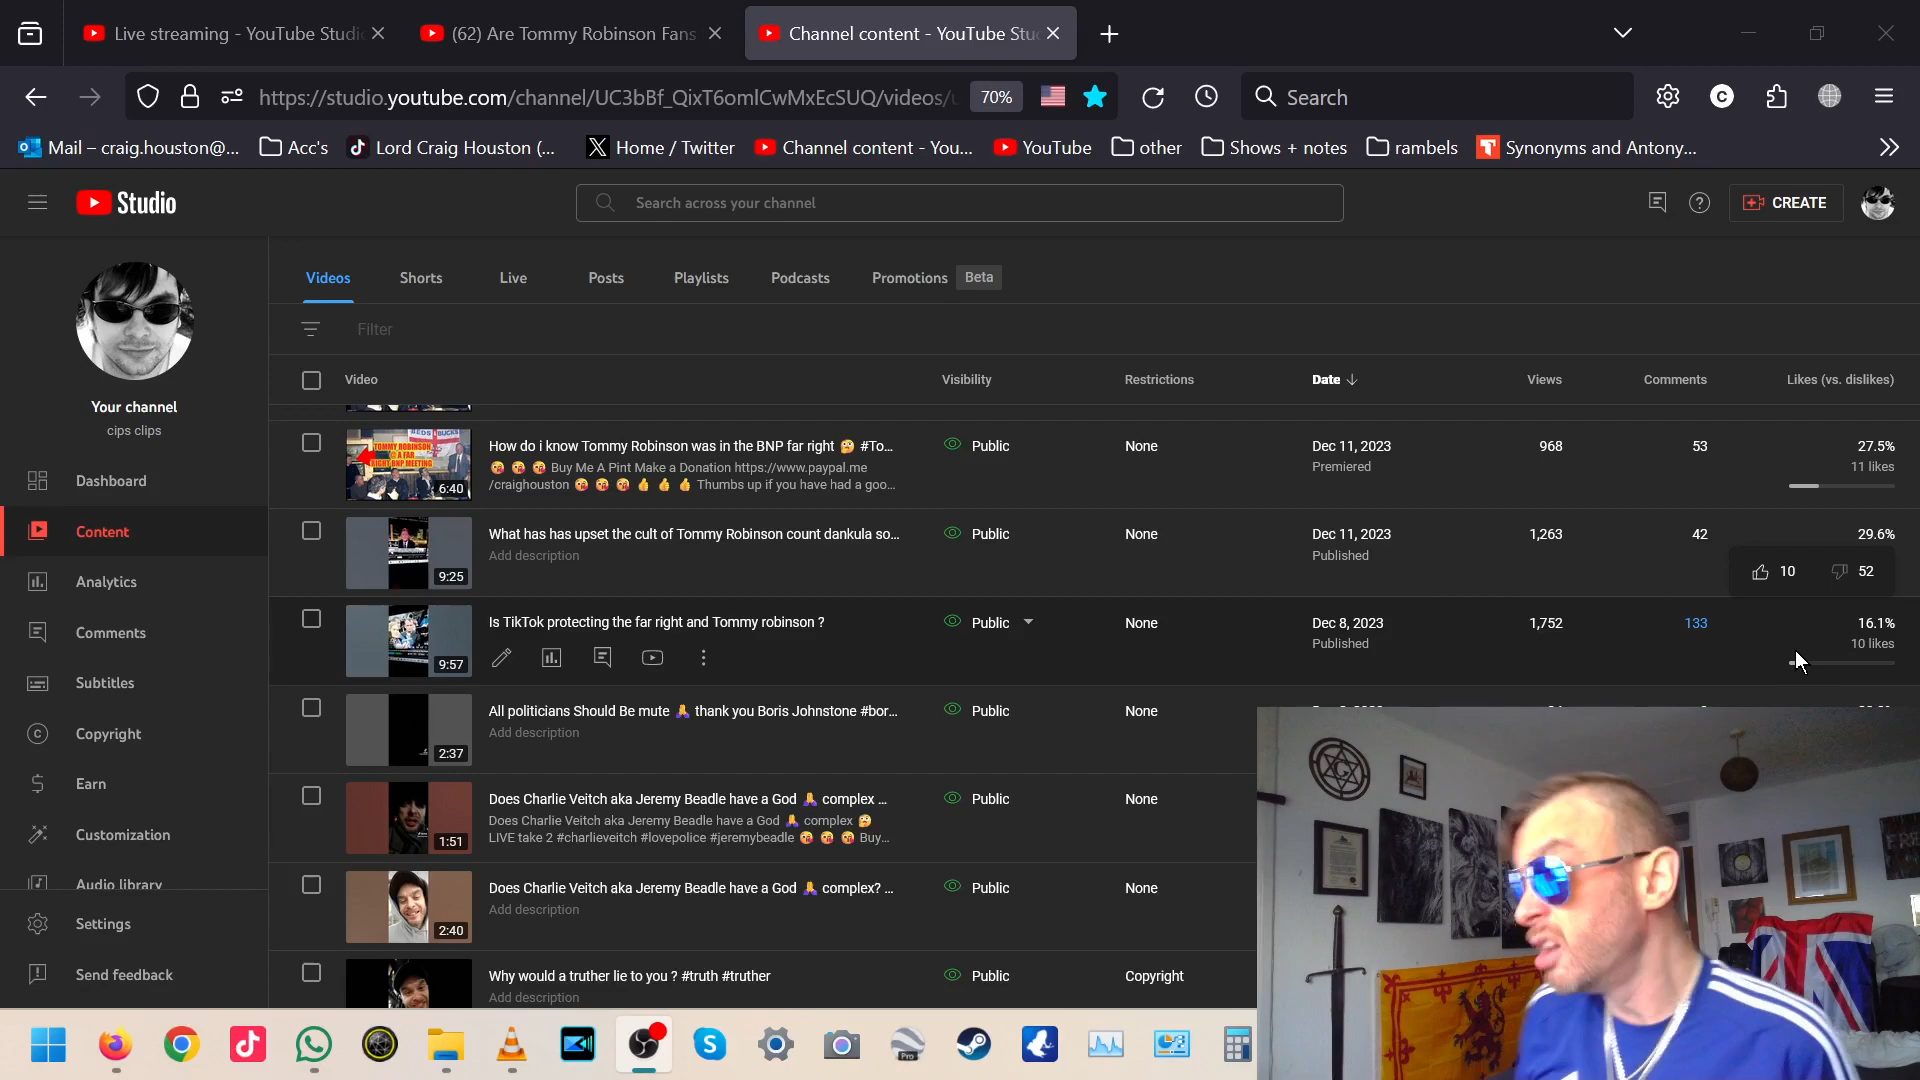 Live streaming - YouTube Studi
(62) Are Tommy Robinson Fans
Channel content - YouTube Stu
https://studio.youtube.com/channel/UC3bBf_QixT6omlCwMxEcSUQ/videos/u
70%
Search
Mail – craig.houston@...
Acc's
Lord Craig Houston (...
Home / Twitter
Channel content - You...
YouTube
other
Shows + notes
rambels
Synonyms and Antony...
Studio
Search across your channel
CREATE
Your channel
cips clips
Dashboard
Content
Analytics
Comments
Subtitles
Copyright
Earn
Customization
Audio library
Settings
Send feedback
Videos
Shorts
Live
Posts
Playlists
Podcasts
Promotions
Beta
Filter
Video
Visibility
Restrictions
Date
Views
Comments
Likes (vs. dislikes)
BEDS & BUCKS
TOMMY ROBINSON
@ A FAR
RIGHT BNP MEETING
6:40
How do i know Tommy Robinson was in the BNP far right 🤔 #To...
😘 😘 😘 Buy Me A Pint Make a Donation https://www.paypal.me
/craighouston 😘 😘 😘 👍 👍 👍 Thumbs up if you have had a goo...
Public
None
Dec 11, 2023
Premiered
968
53
27.5%
11 likes
9:25
What has has upset the cult of Tommy Robinson count dankula so...
Add description
Public
None
Dec 11, 2023
Published
1,263
42
29.6%
10
52
9:57
Is TikTok protecting the far right and Tommy robinson ?
Public
None
Dec 8, 2023
Published
1,752
133
16.1%
10 likes
2:37
All politicians Should Be mute 🙏 thank you Boris Johnstone #bor...
Add description
Public
None
1:51
Does Charlie Veitch aka Jeremy Beadle have a God 🙏 complex ...
Does Charlie Veitch aka Jeremy Beadle have a God 🙏 complex 🤔
LIVE take 2 #charlieveitch #lovepolice #jeremybeadle 😘 😘 😘 Buy...
Public
None
2:40
Does Charlie Veitch aka Jeremy Beadle have a God 🙏 complex? ...
Add description
Public
None
Why would a truther lie to you ? #truth #truther
Add description
Public
Copyright
Pro